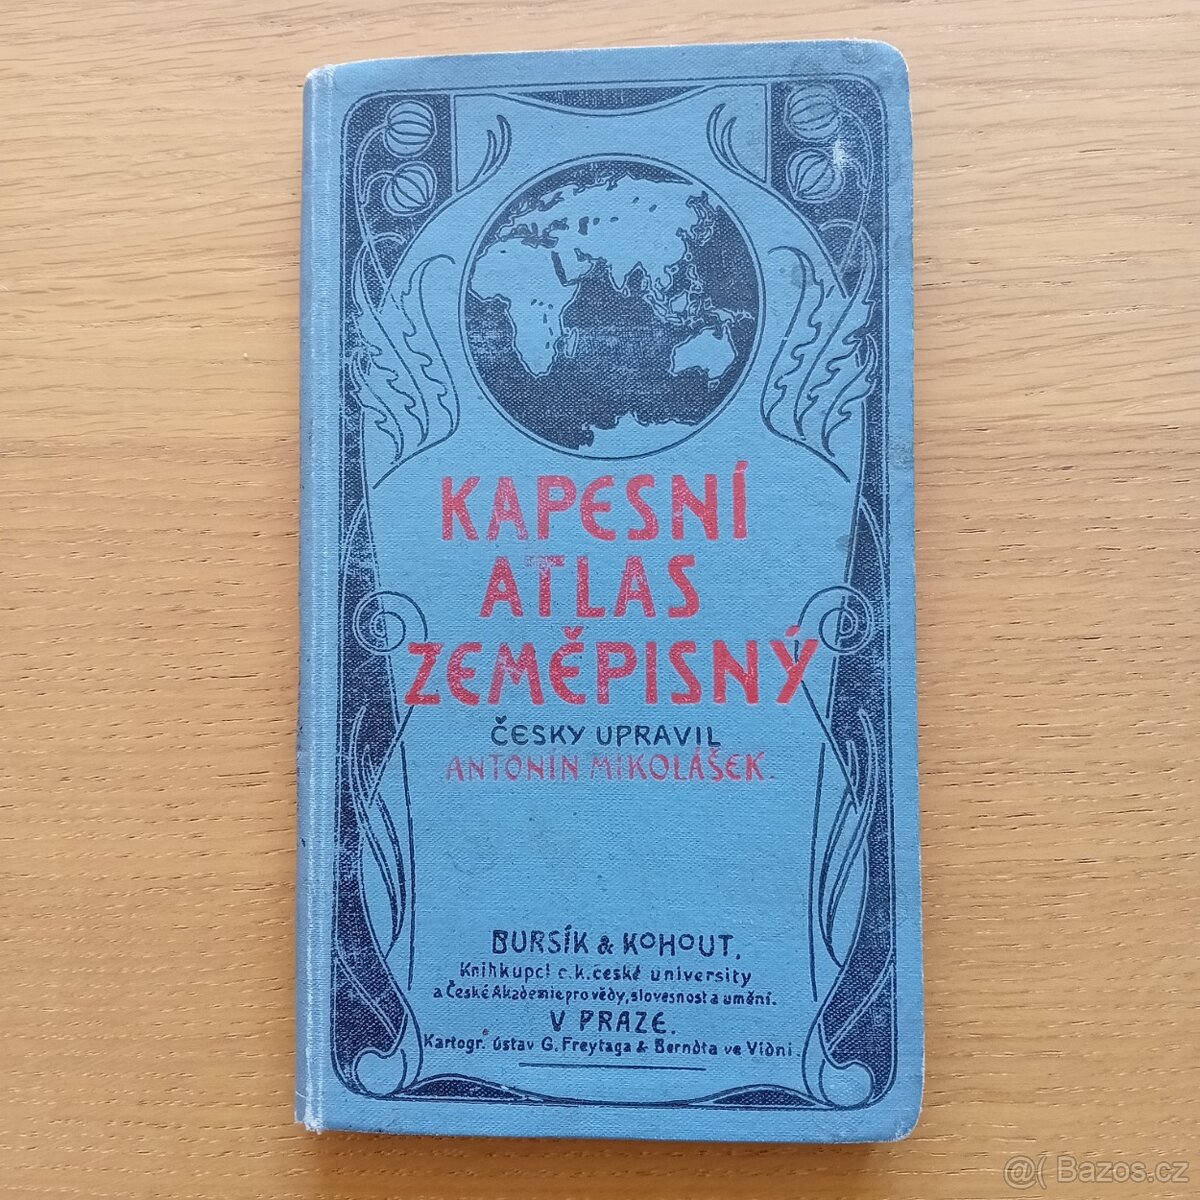 KAPESNÍ
ATLAS
ZEMĚPISNÝ
ČESKY UPRAVIL
ANTONÍN MIKOLÁŠEK.
BURSÍK & KOHOUT.
Knihkupci c. k. české university
a České Akademie pro vědy, slovesnost a umění.
V PRAZE.
Kartogr. ústav G. Freytaga & Berndta ve Vídni.
@( Bazos.cz